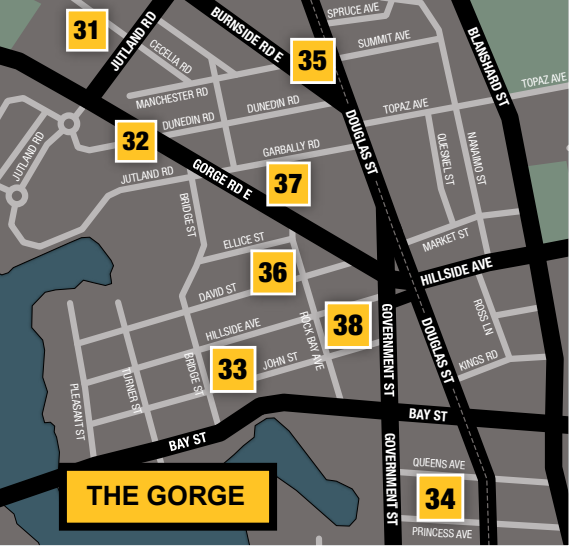 SPRUCE AVE
31
JUTLAND RD
BURNSIDE RD E
SUMMIT AVE
BLANSHARD ST
CECELIA RD
35
TOPAZ AVE
MANCHESTER RD
DUNEDIN RD
TOPAZ AVE
DUNEDIN RD
DOUGLAS ST
32
JUTLAND RD
GARBALLY RD
QUESNEL ST
NANAIMO ST
JUTLAND RD
GORGE RD E
37
BRIDGE ST
ELLICE ST
MARKET ST
36
HILLSIDE AVE
DAVID ST
HILLSIDE AVE
ROCK BAY AVE
38
GOVERNMENT ST
DOUGLAS ST
ROSS LN
33
JOHN ST
KINGS RD
PLEASANT ST
TURNER ST
BRIDGE ST
BAY ST
BAY ST
GOVERNMENT ST
QUEENS AVE
THE GORGE
34
PRINCESS AVE